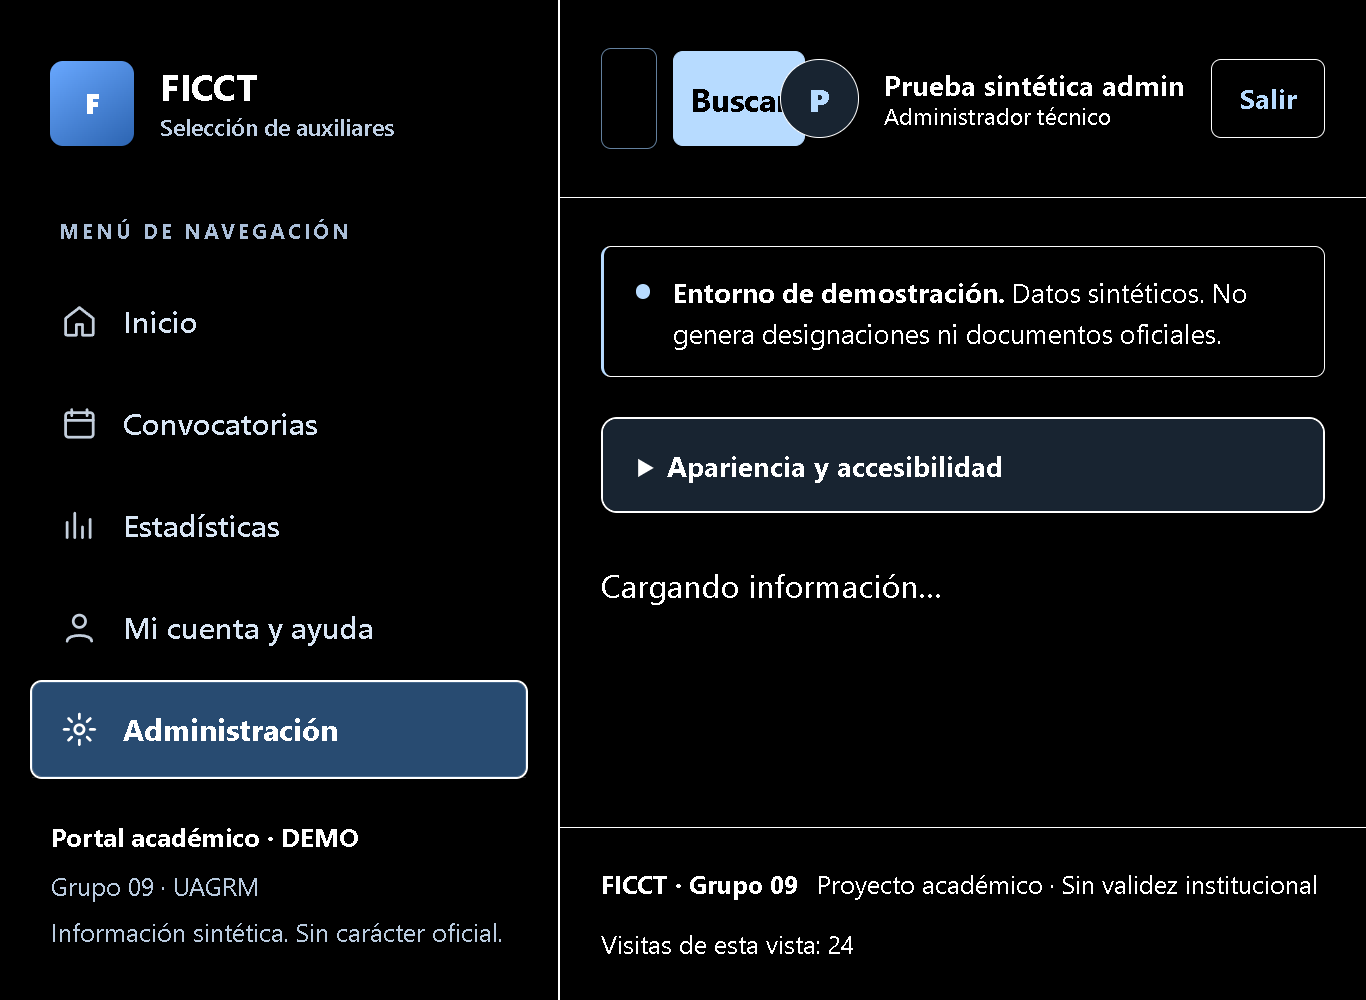 F
FICCT
Selección de auxiliares
MENÚ DE NAVEGACIÓN
Inicio
Convocatorias
Estadísticas
Mi cuenta y ayuda
Administración
Portal académico · DEMO
Grupo 09 · UAGRM
Información sintética. Sin carácter oficial.
Buscar
P
Prueba sintética admin
Administrador técnico
Salir
Entorno de demostración. Datos sintéticos. No
genera designaciones ni documentos oficiales.
Apariencia y accesibilidad
Cargando información...
FICCT · Grupo 09 Proyecto académico · Sin validez institucional
Visitas de esta vista: 24